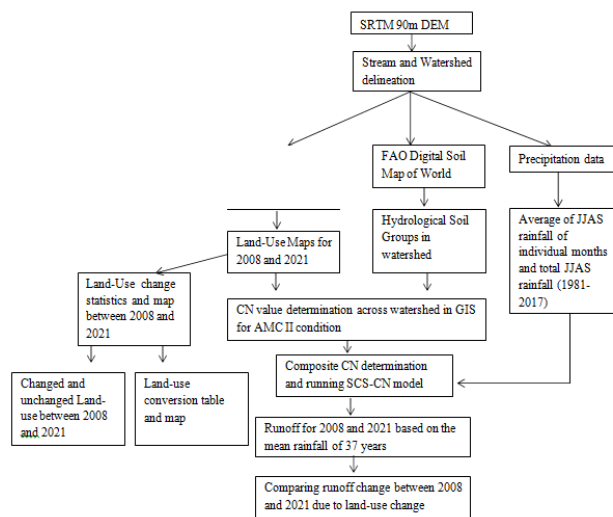 SRTM 90m DEM
Stream and Watershed
delineation
FAO Digital Soil
Map of World
Precipitation data
Land-Use Maps for
2008 and 2021
Hydrological Soil
Groups in
watershed
Average of JJAS
rainfall of
individual months
and total JJAS
rainfall (1981-
2017)
Land-Use change
statistics and map
between 2008 and
2021
CN value determination across watershed in GIS
for AMC II condition
Composite CN determination
and running SCS-CN model
Changed and
unchanged Land-
use between 2008
and 2021
Land-use
conversion table
and map
Runoff for 2008 and 2021 based on the
mean rainfall of 37 years
Comparing runoff change between 2008
and 2021 due to land-use change